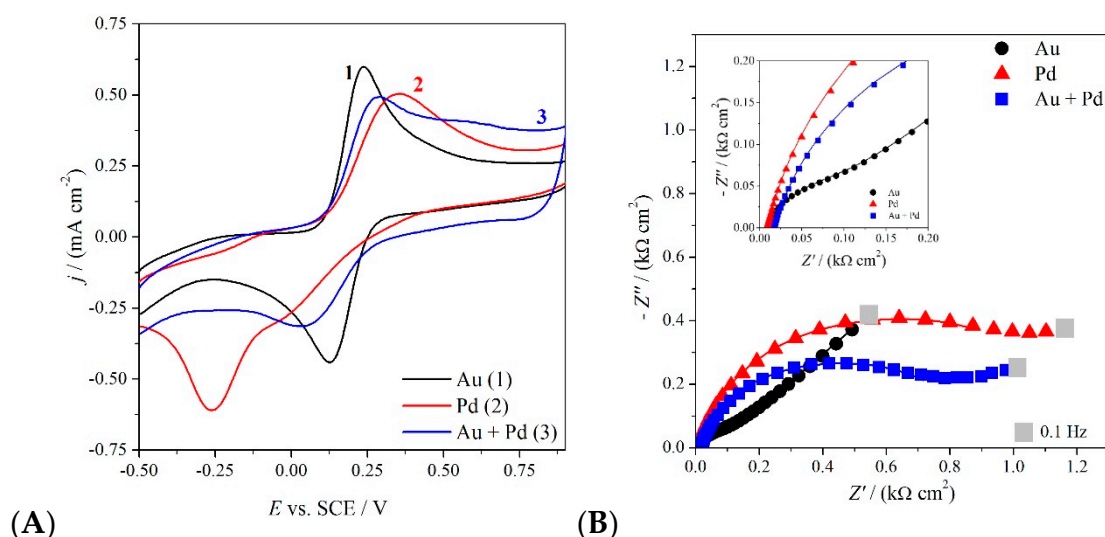 0.75
0.50
0.25
0.00
-0.25
-0.50
-0.75
j / (mA cm-2)
1
2
3
Au (1)
Pd (2)
Au + Pd (3)
-0.50 -0.25 0.00 0.25 0.50 0.75
E vs. SCE / V
(A)
1.2
1.0
0.8
0.6
0.4
0.2
0.0
- Z'' / (kΩ cm2)
Au
Pd
Au + Pd
0.20
0.15
0.10
0.05
0.00
- Z'' / (kΩ cm2)
Au
Pd
Au + Pd
0.00 0.05 0.10 0.15 0.20
Z' / (kΩ cm2)
0.1 Hz
0.0 0.2 0.4 0.6 0.8 1.0 1.2
Z' / (kΩ cm2)
(B)